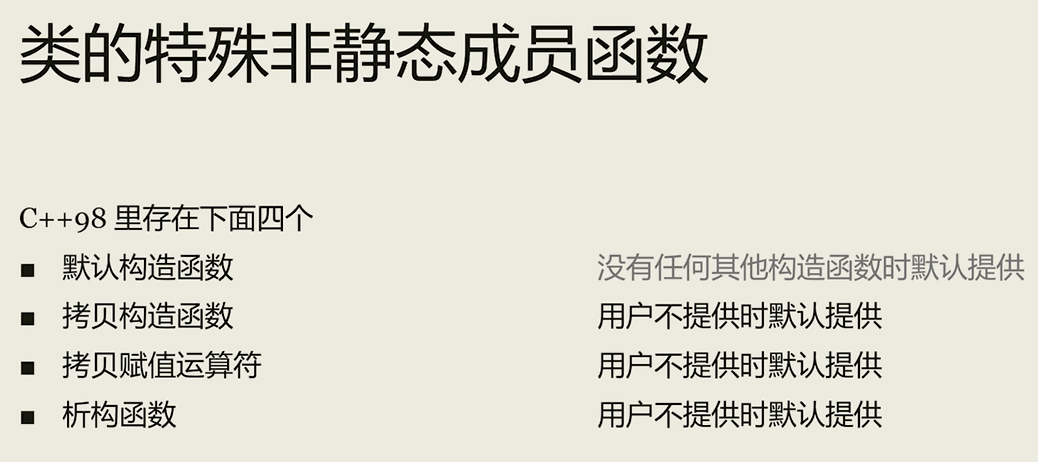 类的特殊非静态成员函数
C++98 里存在下面四个
■ 默认构造函数 没有任何其他构造函数时默认提供
■ 拷贝构造函数 用户不提供时默认提供
■ 拷贝赋值运算符 用户不提供时默认提供
■ 析构函数 用户不提供时默认提供